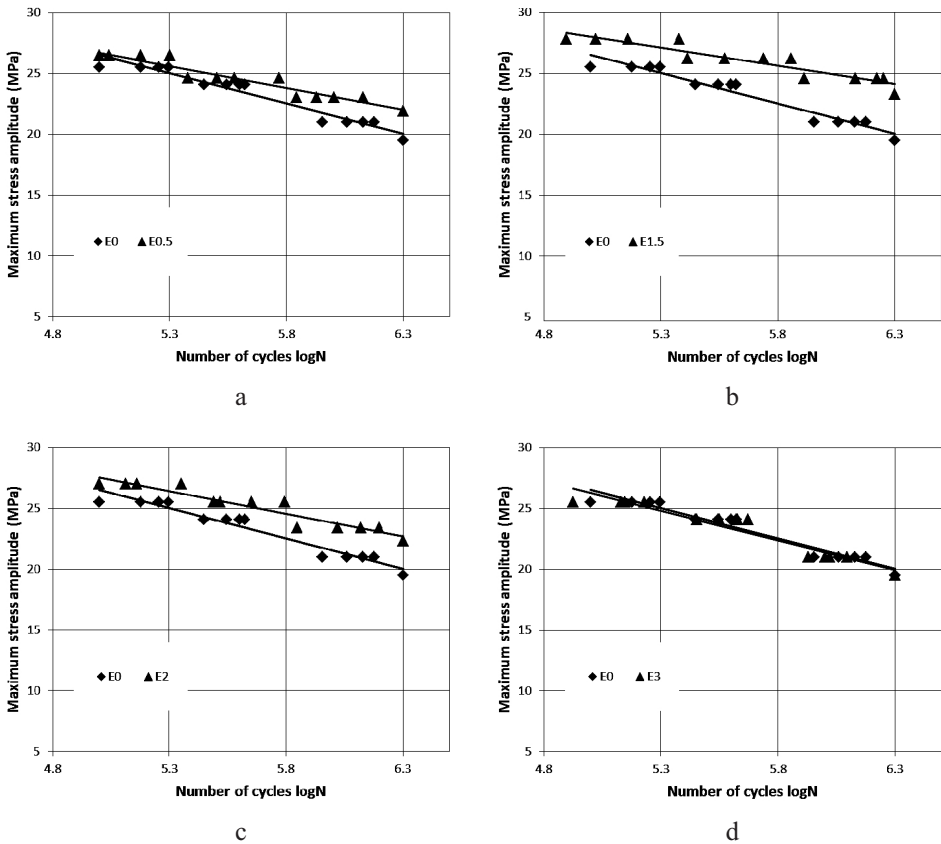 30
25
20
15
10
5
Maximum stress amplitude (MPa)
E0 E0.5
4.8 5.3 5.8 6.3
Number of cycles logN
a
30
25
20
15
10
5
Maximum stress amplitude (MPa)
E0 E1.5
4.8 5.3 5.8 6.3
Number of cycles logN
b
30
25
20
15
10
5
Maximum stress amplitude (MPa)
E0 E2
4.8 5.3 5.8 6.3
Number of cycles logN
c
30
25
20
15
10
5
Maximum stress amplitude (MPa)
E0 E3
4.8 5.3 5.8 6.3
Number of cycles logN
d